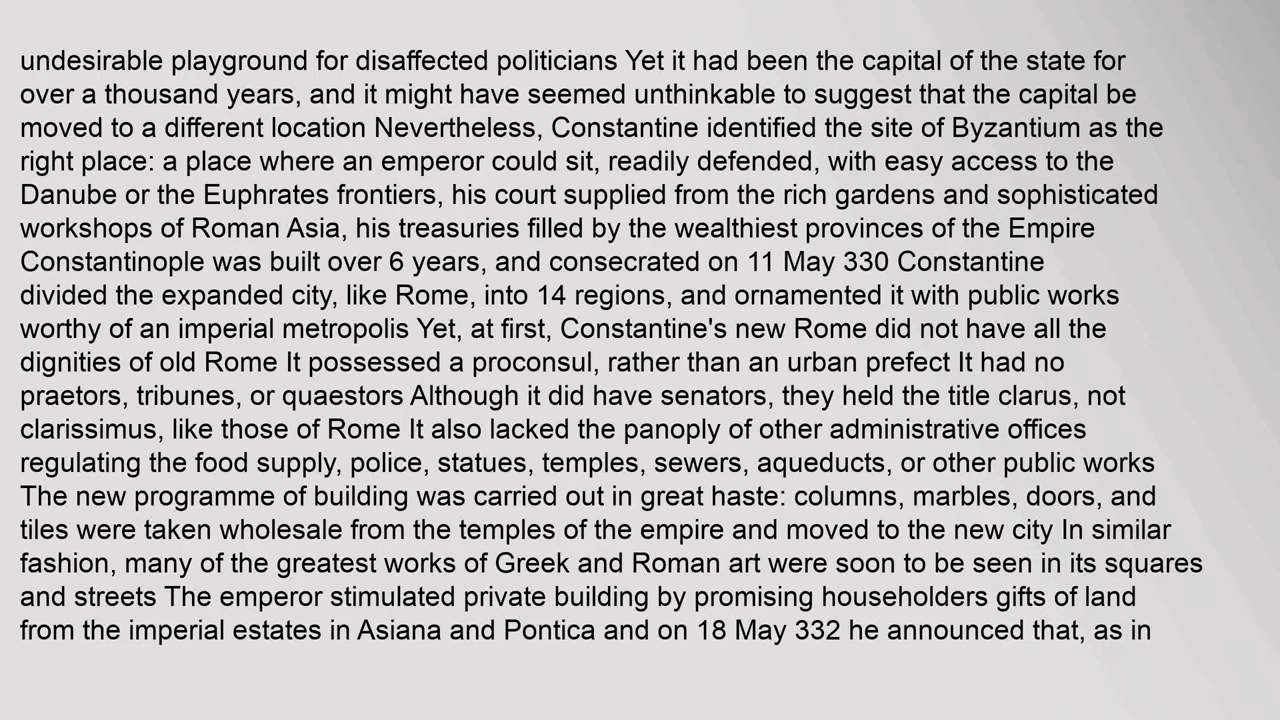 undesirable playground for disaffected politicians Yet it had been the capital of the state for
over a thousand years, and it might have seemed unthinkable to suggest that the capital be
moved to a different location Nevertheless, Constantine identified the site of Byzantium as the
right place: a place where an emperor could sit, readily defended, with easy access to the
Danube or the Euphrates frontiers, his court supplied from the rich gardens and sophisticated
workshops of Roman Asia, his treasuries filled by the wealthiest provinces of the Empire
Constantinople was built over 6 years, and consecrated on 11 May 330 Constantine
divided the expanded city, like Rome, into 14 regions, and ornamented it with public works
worthy of an imperial metropolis Yet, at first, Constantine's new Rome did not have all the
dignities of old Rome It possessed a proconsul, rather than an urban prefect It had no
praetors, tribunes, or quaestors Although it did have senators, they held the title clarus, not
clarissimus, like those of Rome It also lacked the panoply of other administrative offices
regulating the food supply, police, statues, temples, sewers, aqueducts, or other public works
The new programme of building was carried out in great haste: columns, marbles, doors, and
tiles were taken wholesale from the temples of the empire and moved to the new city In similar
fashion, many of the greatest works of Greek and Roman art were soon to be seen in its squares
and streets The emperor stimulated private building by promising householders gifts of land
from the imperial estates in Asiana and Pontica and on 18 May 332 he announced that, as in